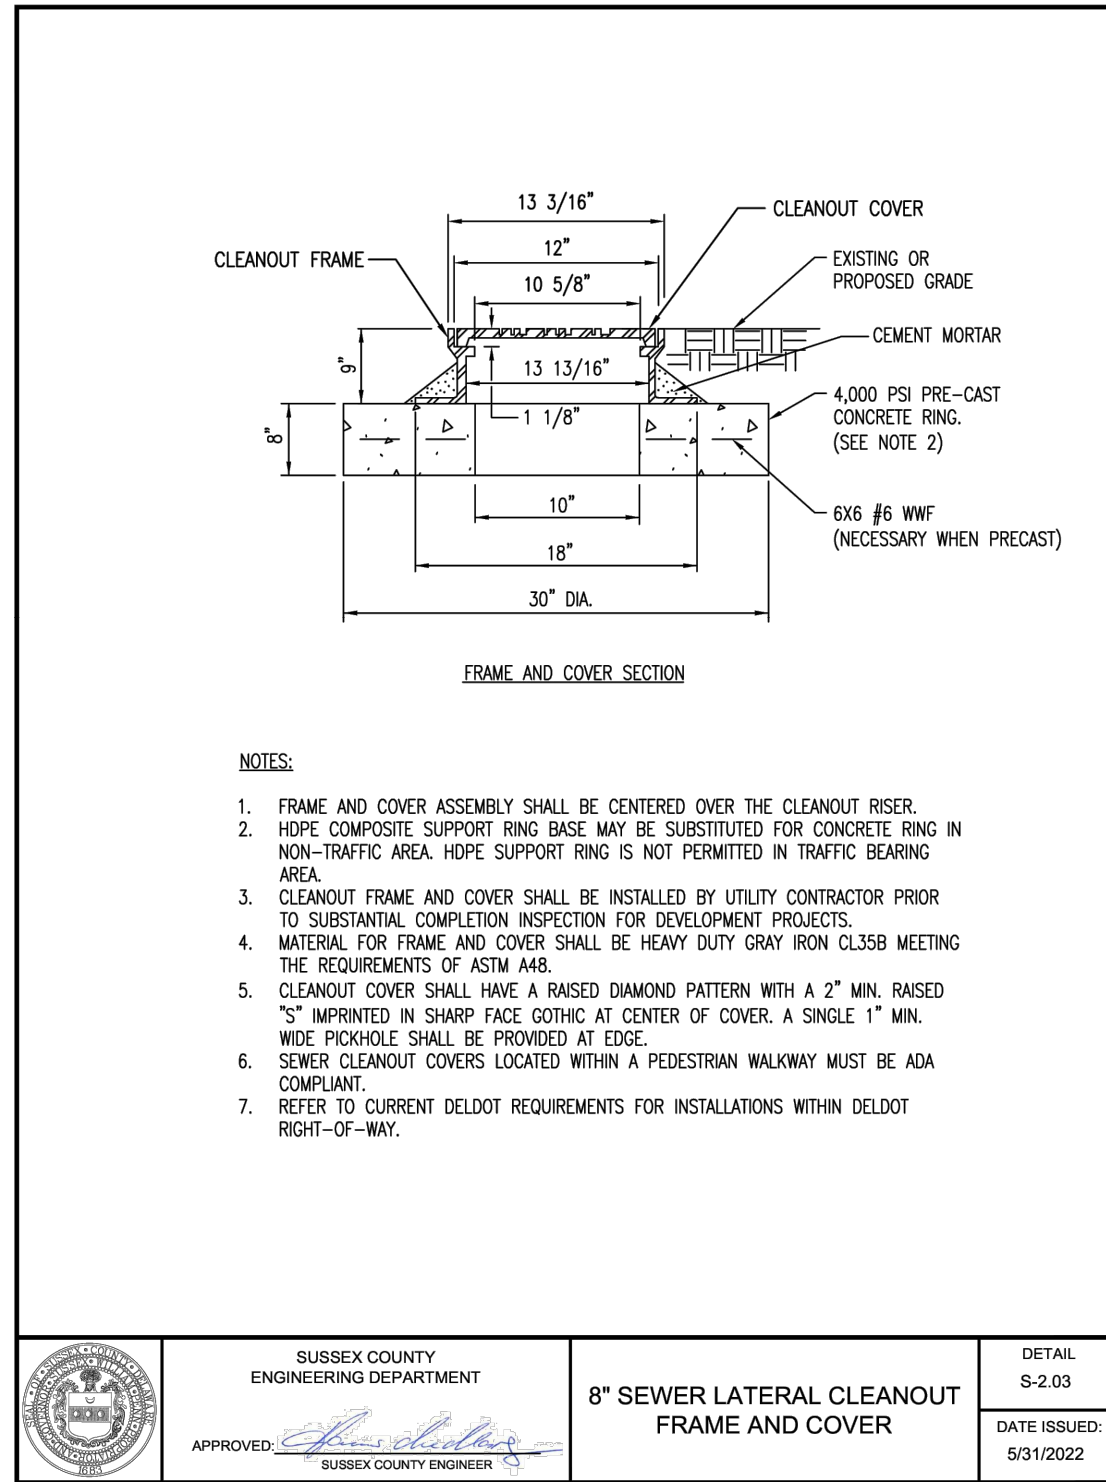 13 3/16”
CLEANOUT COVER
12”
CLEANOUT FRAME
EXISTING OR
PROPOSED GRADE
10 5/8”
CEMENT MORTAR
9”
13 13/16”
4,000 PSI PRE-CAST
CONCRETE RING.
(SEE NOTE 2)
1 1/8”
8”
10”
6X6 #6 WWF
(NECESSARY WHEN PRECAST)
18”
30” DIA.
FRAME AND COVER SECTION
NOTES:
1. FRAME AND COVER ASSEMBLY SHALL BE CENTERED OVER THE CLEANOUT RISER.
2. HDPE COMPOSITE SUPPORT RING BASE MAY BE SUBSTITUTED FOR CONCRETE RING IN
NON-TRAFFIC AREA. HDPE SUPPORT RING IS NOT PERMITTED IN TRAFFIC BEARING
AREA.
3. CLEANOUT FRAME AND COVER SHALL BE INSTALLED BY UTILITY CONTRACTOR PRIOR
TO SUBSTANTIAL COMPLETION INSPECTION FOR DEVELOPMENT PROJECTS.
4. MATERIAL FOR FRAME AND COVER SHALL BE HEAVY DUTY GRAY IRON CL35B MEETING
THE REQUIREMENTS OF ASTM A48.
5. CLEANOUT COVER SHALL HAVE A RAISED DIAMOND PATTERN WITH A 2” MIN. RAISED
”S” IMPRINTED IN SHARP FACE GOTHIC AT CENTER OF COVER. A SINGLE 1” MIN.
WIDE PICKHOLE SHALL BE PROVIDED AT EDGE.
6. SEWER CLEANOUT COVERS LOCATED WITHIN A PEDESTRIAN WALKWAY MUST BE ADA
COMPLIANT.
7. REFER TO CURRENT DELDOT REQUIREMENTS FOR INSTALLATIONS WITHIN DELDOT
RIGHT-OF-WAY.
SUSSEX COUNTY
ENGINEERING DEPARTMENT
APPROVED:
SUSSEX COUNTY ENGINEER
8" SEWER LATERAL CLEANOUT
FRAME AND COVER
DETAIL
S-2.03
DATE ISSUED:
5/31/2022
SEAL OF SUSSEX COUNTY DELAWARE
1683